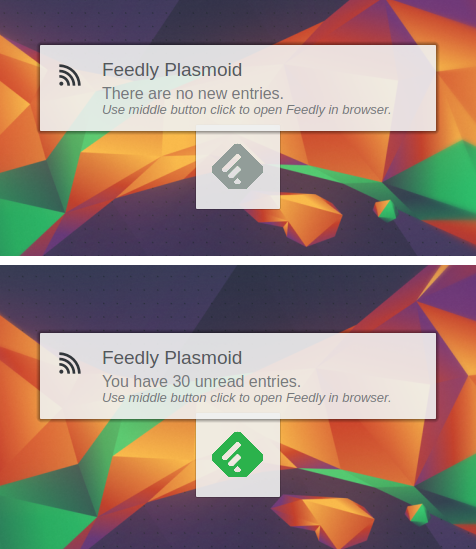 Feedly Plasmoid
There are no new entries.
Use middle button click to open Feedly in browser.
Feedly Plasmoid
You have 30 unread entries.
Use middle button click to open Feedly in browser.